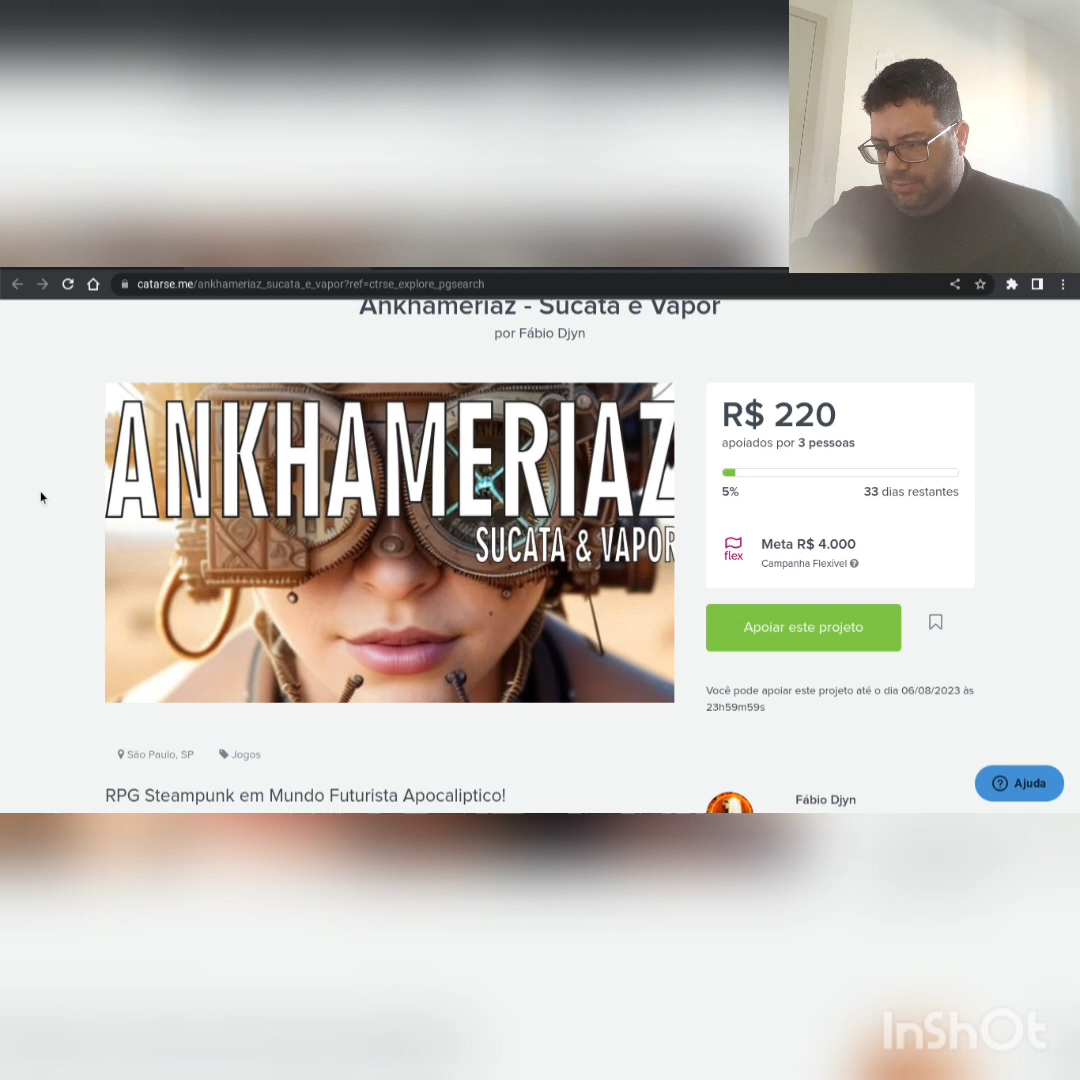 catarse.me/ankhameriaz_sucata_e_vapor?ref=ctrse_explore_pgsearch
Ankhameriaz - Sucata e Vapor
por Fábio Djyn
ANKHAMERIAZ
SUCATA & VAPOR
R$ 220
apoiados por 3 pessoas
5% 33 dias restantes
flex
Meta R$ 4.000
Campanha Flexível ?
Apoiar este projeto
Você pode apoiar este projeto até o dia 06/08/2023 às
23h59m59s
São Paulo, SP Jogos
RPG Steampunk em Mundo Futurista Apocaliptico!
Fábio Djyn
? Ajuda
InShOt